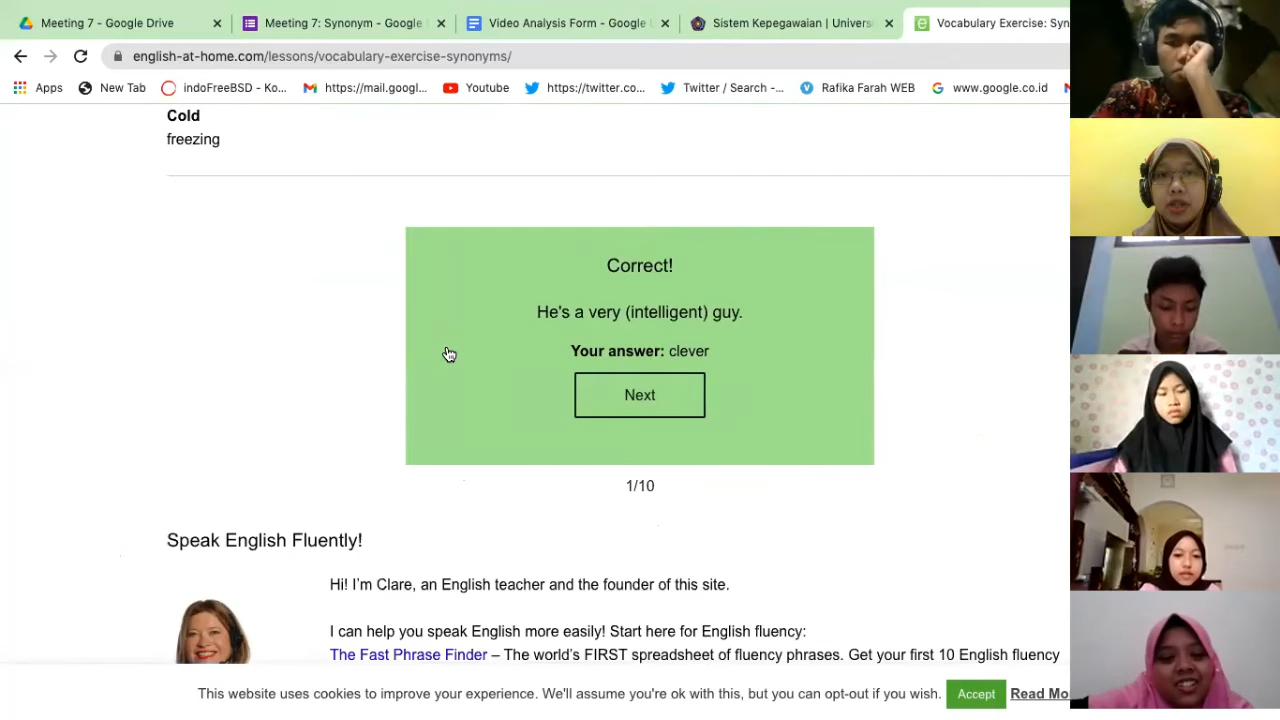 Meeting 7 - Google Drive
Meeting 7: Synonym - Google
Video Analysis Form - Google
Sistem Kepegawaian | Univers
Vocabulary Exercise: Syn
english-at-home.com/lessons/vocabulary-exercise-synonyms/
Apps New Tab indoFreeBSD - Ko... https://mail.googl... Youtube https://twitter.co... Twitter / Search -... Rafika Farah WEB www.google.co.id
Cold
freezing
Correct!
He's a very (intelligent) guy.
Your answer: clever
Next
1/10
Speak English Fluently!
Hi! I'm Clare, an English teacher and the founder of this site.
I can help you speak English more easily! Start here for English fluency:
The Fast Phrase Finder – The world's FIRST spreadsheet of fluency phrases. Get your first 10 English fluency
This website uses cookies to improve your experience. We'll assume you're ok with this, but you can opt-out if you wish. Accept Read Mo